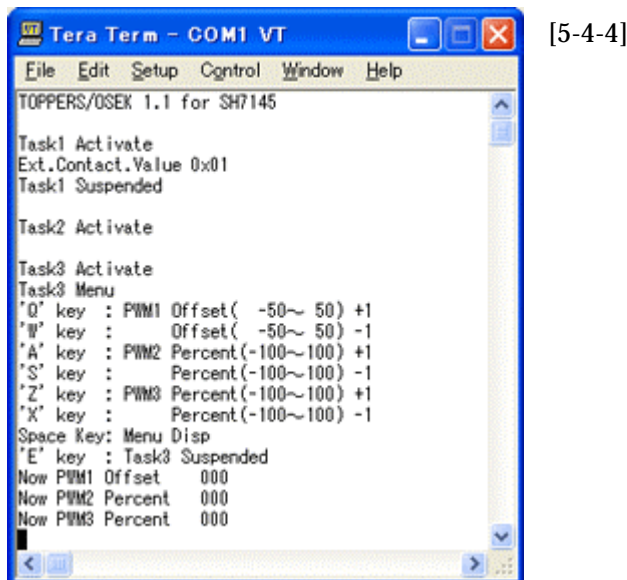 Tera Term - COM1 VT
[5-4-4]
File Edit Setup Control Window Help
TOPPERS/OSEK 1.1 for SH7145
Task1 Activate
Ext.Contact.Value 0x01
Task1 Suspended
Task2 Activate
Task3 Activate
Task3 Menu
'Q' key : PWM1 Offset( -50～ 50) +1
'W' key : Offset( -50～ 50) -1
'A' key : PWM2 Percent(-100～100) +1
'S' key : Percent(-100～100) -1
'Z' key : PWM3 Percent(-100～100) +1
'X' key : Percent(-100～100) -1
Space Key: Menu Disp
'E' key : Task3 Suspended
Now PWM1 Offset 000
Now PWM2 Percent 000
Now PWM3 Percent 000